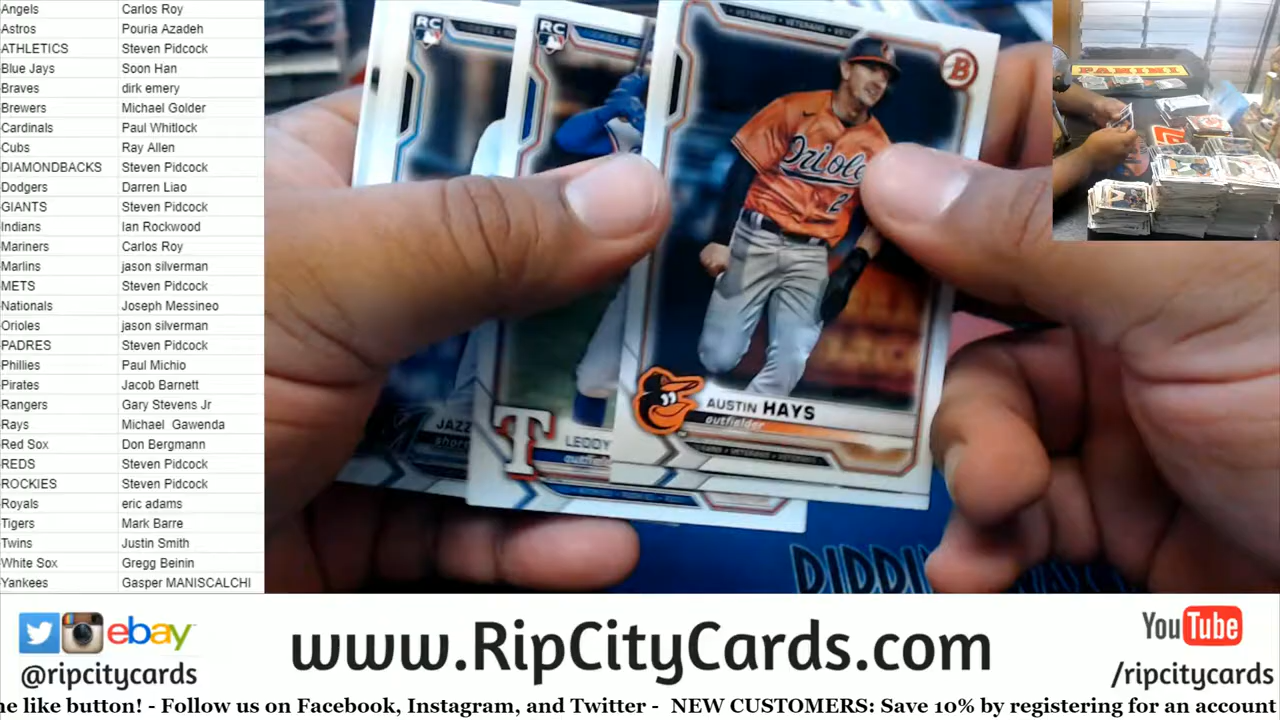 Angels Carlos Roy
Astros Pouria Azadeh
ATHLETICS Steven Pidcock
Blue Jays Soon Han
Braves dirk emery
Brewers Michael Golder
Cardinals Paul Whitlock
Cubs Ray Allen
DIAMONDBACKS Steven Pidcock
Dodgers Darren Liao
GIANTS Steven Pidcock
Indians Ian Rockwood
Mariners Carlos Roy
Marlins jason silverman
METS Steven Pidcock
Nationals Joseph Messineo
Orioles jason silverman
PADRES Steven Pidcock
Phillies Paul Michio
Pirates Jacob Barnett
Rangers Gary Stevens Jr
Rays Michael Gawenda
Red Sox Don Bergmann
REDS Steven Pidcock
ROCKIES Steven Pidcock
Royals eric adams
Tigers Mark Barre
Twins Justin Smith
White Sox Gregg Beinin
Yankees Gasper MANISCALCHI
RC
RC
VETERANS
B
Oriole
2
AUSTIN HAYS
outfielder
T
LEODY
JAZZ
PANINI
www.RipCityCards.com
ebay
@ripcitycards
YouTube
/ripcitycards
he like button! - Follow us on Facebook, Instagram, and Twitter - NEW CUSTOMERS: Save 10% by registering for an account